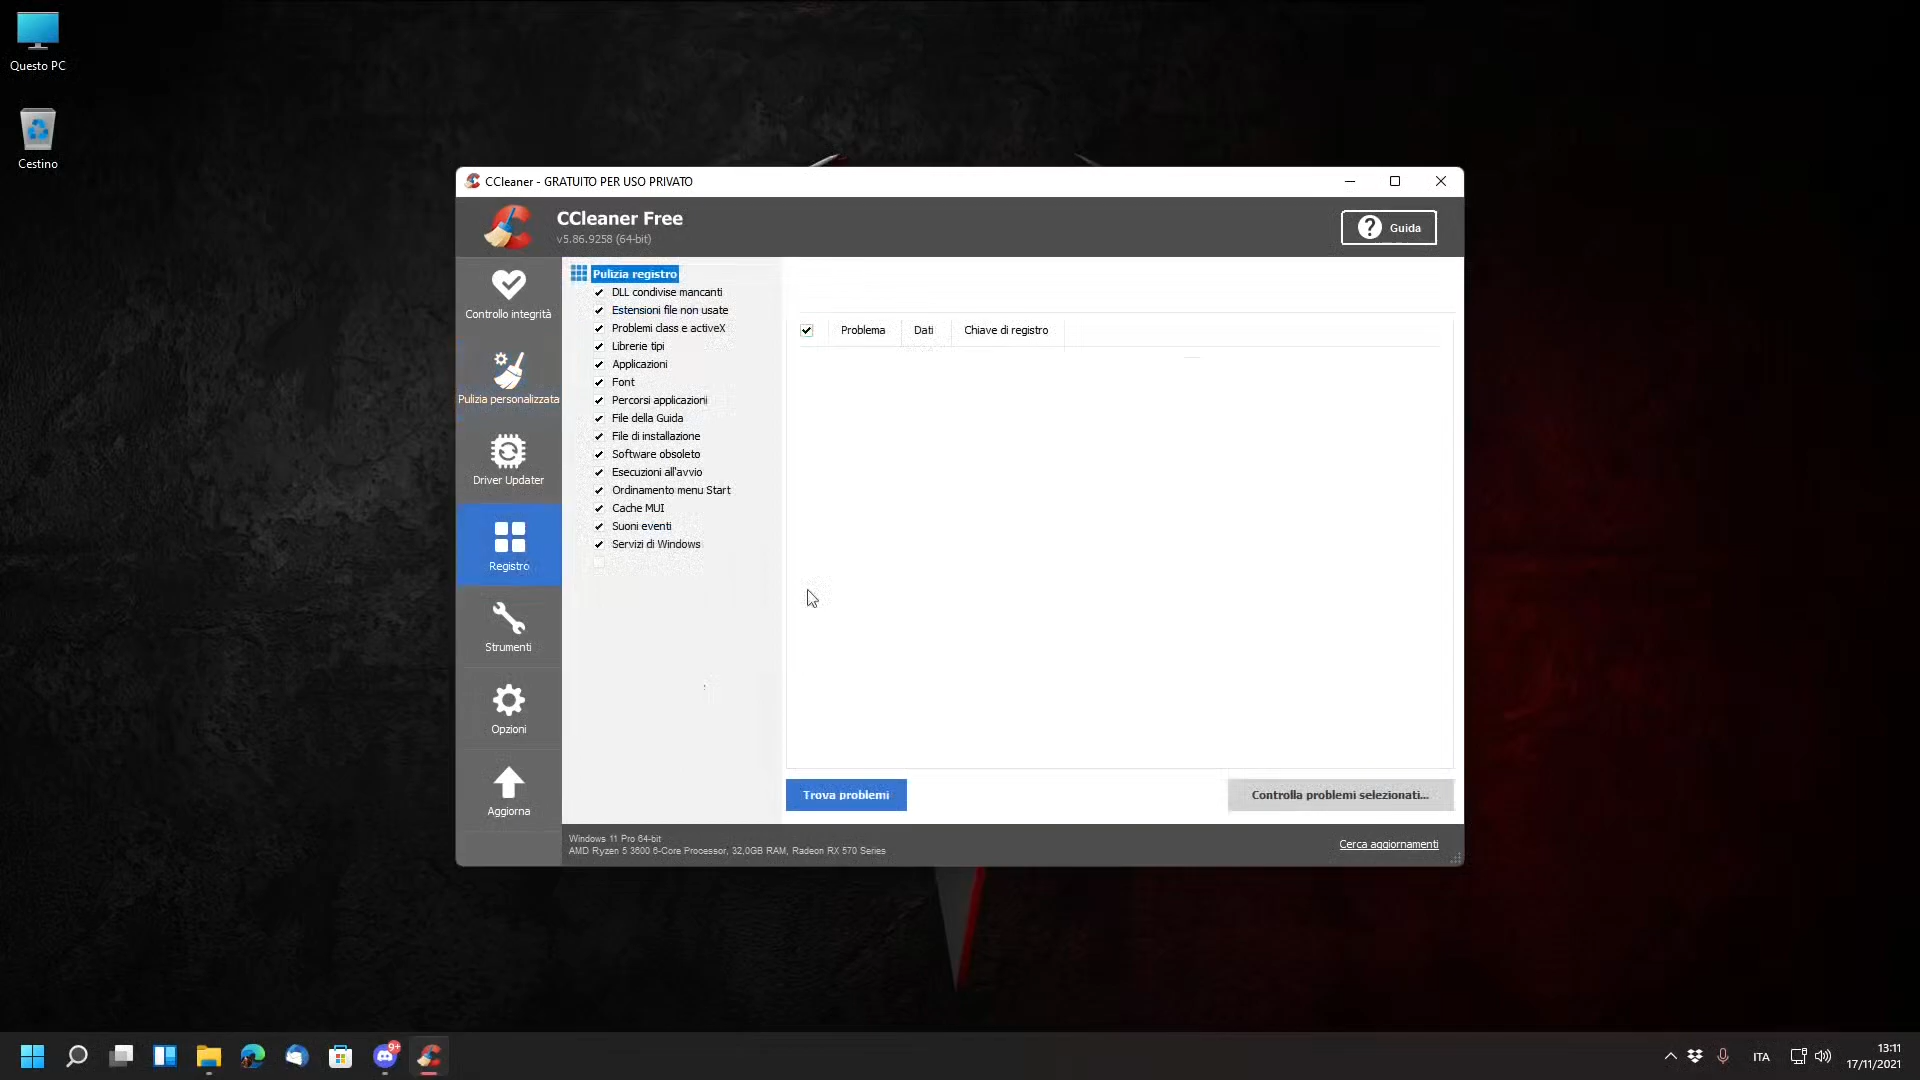 Questo PC
Cestino
CCleaner - GRATUITO PER USO PRIVATO
CCleaner Free
v5.86.9258 (64-bit)
Guida
Controllo integrità
Pulizia personalizzata
Driver Updater
Registro
Strumenti
Opzioni
Aggiorna
Pulizia registro
DLL condivise mancanti
Estensioni file non usate
Problemi class e activeX
Librerie tipi
Applicazioni
Font
Percorsi applicazioni
File della Guida
File di installazione
Software obsoleto
Esecuzioni all'avvio
Ordinamento menu Start
Cache MUI
Suoni eventi
Servizi di Windows
Problema Dati Chiave di registro
Trova problemi
Controlla problemi selezionati...
Windows 11 Pro 64-bit
AMD Ryzen 5 3600 6-Core Processor, 32,0GB RAM, Radeon RX 570 Series
Cerca aggiornamenti
9+
ITA
13:11
17/11/2021